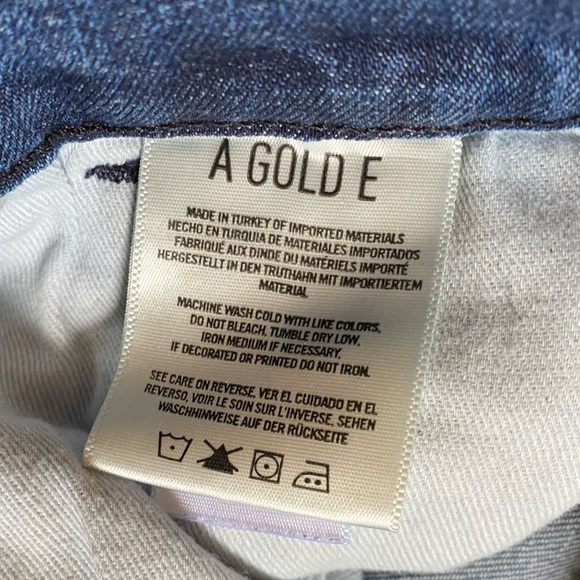 A GOLD E
MADE IN TURKEY OF IMPORTED MATERIALS
HECHO EN TURQUIA DE MATERIALES IMPORTADOS
FABRIQUÉ AUX DINDE DU MATÉRIELS IMPORTÉ
HERGESTELLT IN DEN TRUTHAHN MIT IMPORTIERTEM
MATERIAL
MACHINE WASH COLD WITH LIKE COLORS,
DO NOT BLEACH, TUMBLE DRY LOW,
IRON MEDIUM IF NECESSARY.
IF DECORATED OR PRINTED DO NOT IRON.
SEE CARE ON REVERSE, VER EL CUIDADO EN EL
REVERSO, VOIR LE SOIN SUR L'INVERSE, SEHEN
WASCHHINWEISE AUF DER RÜCKSEITE